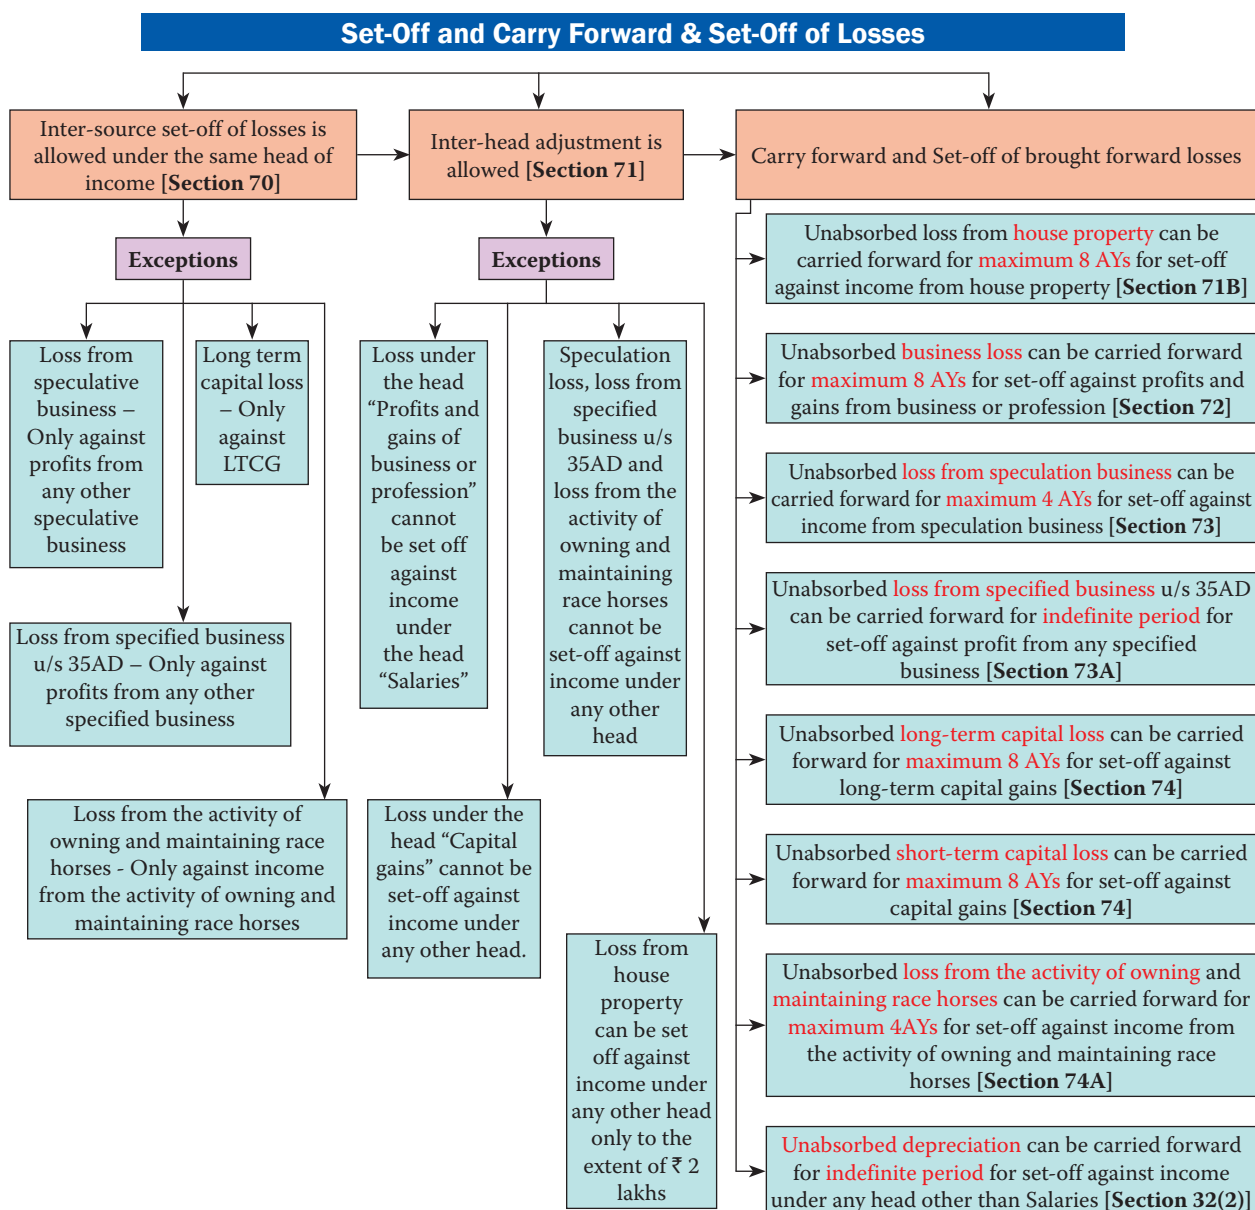 Set-Off and Carry Forward & Set-Off of Losses
Inter-source set-off of losses is
allowed under the same head of
income [Section 70]
Inter-head adjustment is
allowed [Section 71]
Carry forward and Set-off of brought forward losses
Exceptions
Loss from
speculative
business –
Only against
profits from
any other
speculative
business
Long term
capital loss
– Only
against
LTCG
Loss from specified business
u/s 35AD – Only against
profits from any other
specified business
Loss from the activity of
owning and maintaining race
horses - Only against income
from the activity of owning and
maintaining race horses
Exceptions
Loss under
the head
“Profits and
gains of
business or
profession”
cannot
be set off
against
income
under
the head
“Salaries”
Speculation
loss, loss from
specified
business u/s
35AD and
loss from the
activity of
owning and
maintaining
race horses
cannot be
set-off against
income under
any other
head
Loss under the
head “Capital
gains” cannot be
set-off against
income under
any other head.
Loss from
house
property
can be set
off against
income under
any other head
only to the
extent of ₹ 2
lakhs
Unabsorbed loss from house property can be
carried forward for maximum 8 AYs for set-off
against income from house property [Section 71B]
Unabsorbed business loss can be carried forward
for maximum 8 AYs for set-off against profits and
gains from business or profession [Section 72]
Unabsorbed loss from speculation business can be
carried forward for maximum 4 AYs for set-off against
income from speculation business [Section 73]
Unabsorbed loss from specified business u/s 35AD
can be carried forward for indefinite period for
set-off against profit from any specified
business [Section 73A]
Unabsorbed long-term capital loss can be carried
forward for maximum 8 AYs for set-off against
long-term capital gains [Section 74]
Unabsorbed short-term capital loss can be carried
forward for maximum 8 AYs for set-off against
capital gains [Section 74]
Unabsorbed loss from the activity of owning and
maintaining race horses can be carried forward for
maximum 4AYs for set-off against income from
the activity of owning and maintaining race
horses [Section 74A]
Unabsorbed depreciation can be carried forward
for indefinite period for set-off against income
under any head other than Salaries [Section 32(2)]